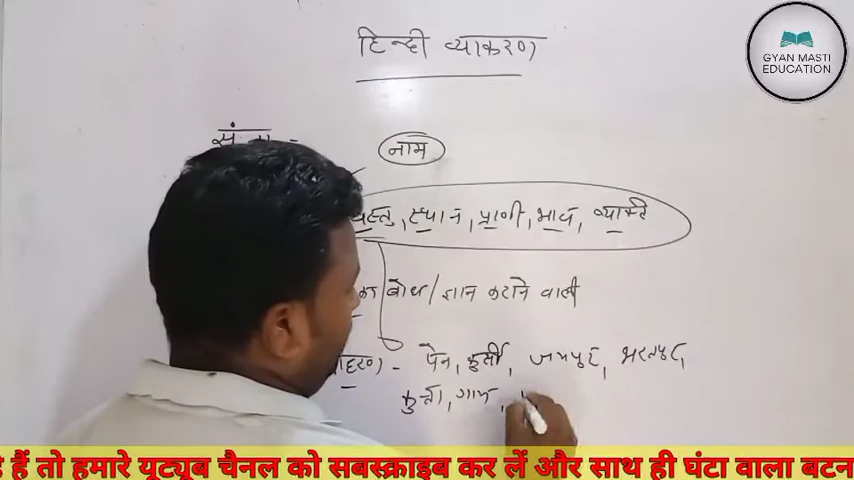 हिन्दी व्याकरण
GYAN MASTI
EDUCATION
नाम
वस्तु, स्थान, प्राणी, भाव, व्यक्ति
का बोध/ज्ञान कराने वाली
पेन, कुर्सी, जयपुर, भरतपुर,
कुत्ता, गाय,
हैं तो हमारे यूट्यूब चैनल को सबस्क्राइब कर लें और साथ ही घंटा वाला बटन